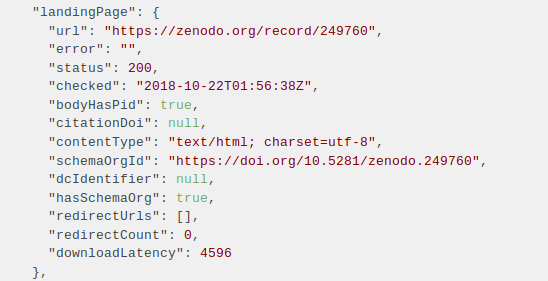 "landingPage": {
"url": "https://zenodo.org/record/249760",
"error": "",
"status": 200,
"checked": "2018-10-22T01:56:38Z",
"bodyHasPid": true,
"citationDoi": null,
"contentType": "text/html; charset=utf-8",
"schemaOrgId": "https://doi.org/10.5281/zenodo.249760",
"dcIdentifier": null,
"hasSchemaOrg": true,
"redirectUrls": [],
"redirectCount": 0,
"downloadLatency": 4596
},